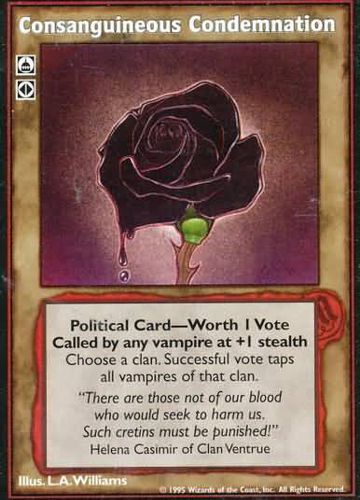 Consanguineous Condemnation
Political Card—Worth 1 Vote
Called by any vampire at +1 stealth
Choose a clan. Successful vote taps
all vampires of that clan.
"There are those not of our blood
who would seek to harm us.
Such cretins must be punished!"
Helena Casimir of Clan Ventrue
Illus. L.A. Williams
© 1995 Wizards of the Coast, Inc. All Rights Reserved.